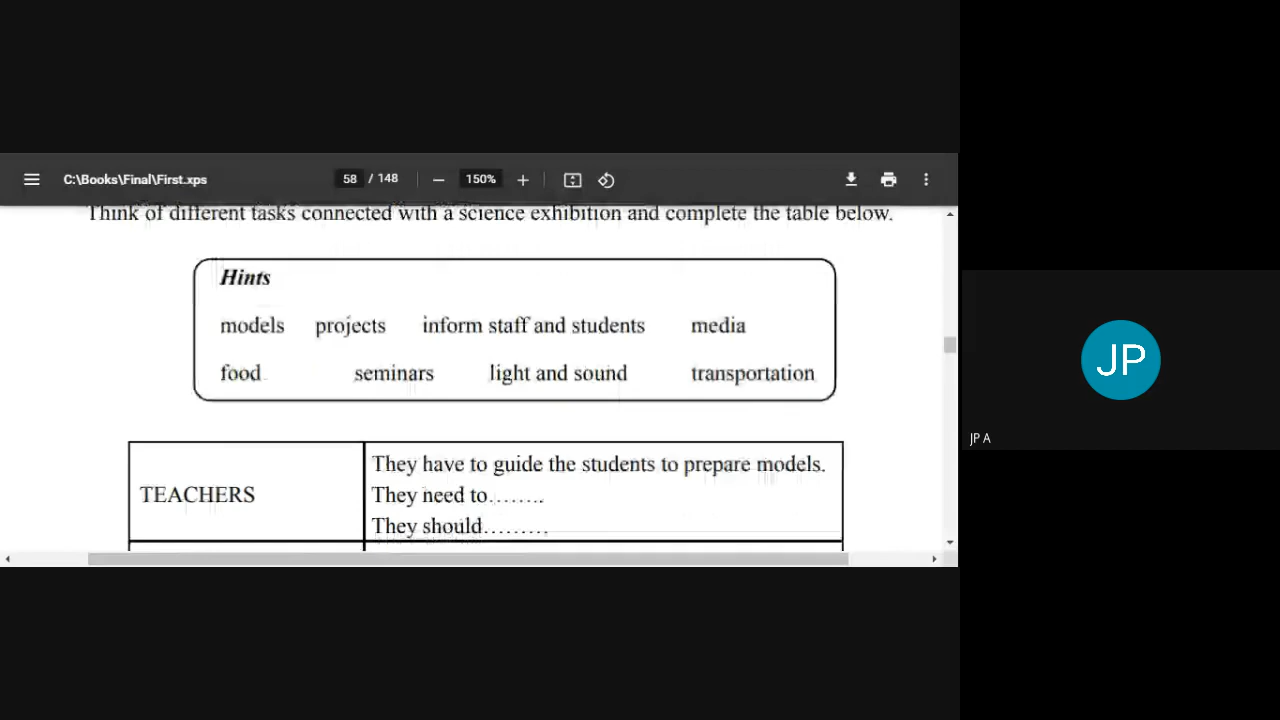 C:\Books\Final\First.xps 58 / 148 150%
Think of different tasks connected with a science exhibition and complete the table below.
Hints
models projects inform staff and students media
food seminars light and sound transportation
TEACHERS
They have to guide the students to prepare models.
They need to........
They should.........
JP
JP A